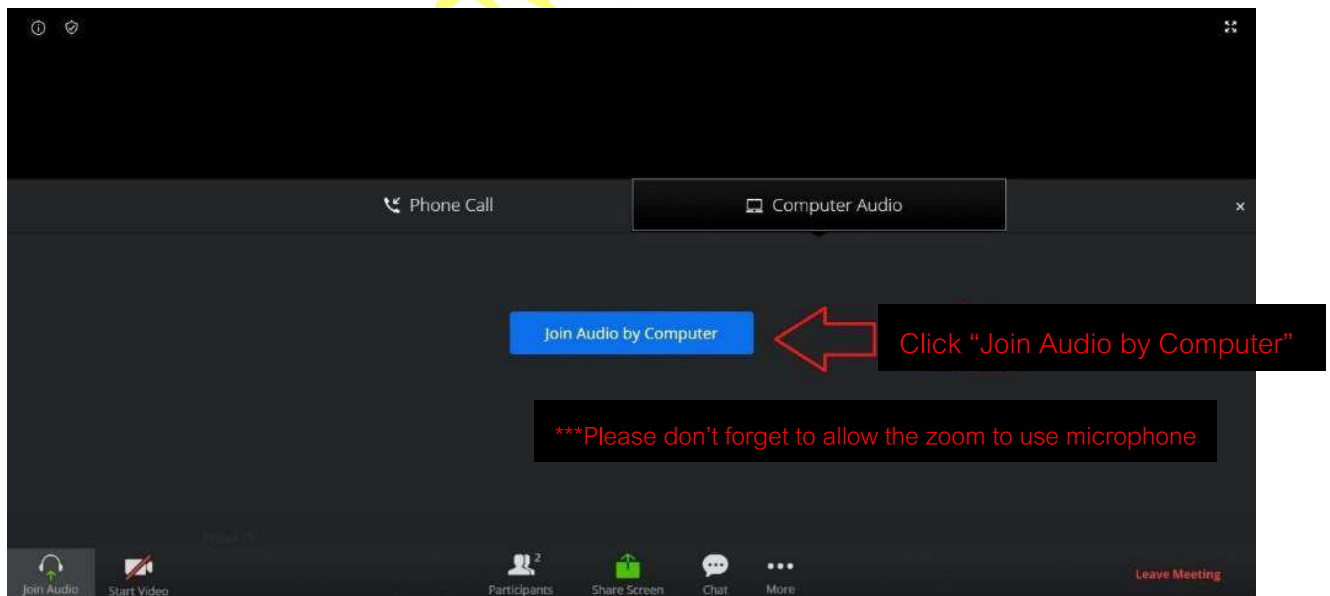 Phone Call
Computer Audio
Join Audio by Computer
Click “Join Audio by Computer”
***Please don’t forget to allow the zoom to use microphone
Join Audio
Start Video
Participants
2
Share Screen
Chat
More
Leave Meeting